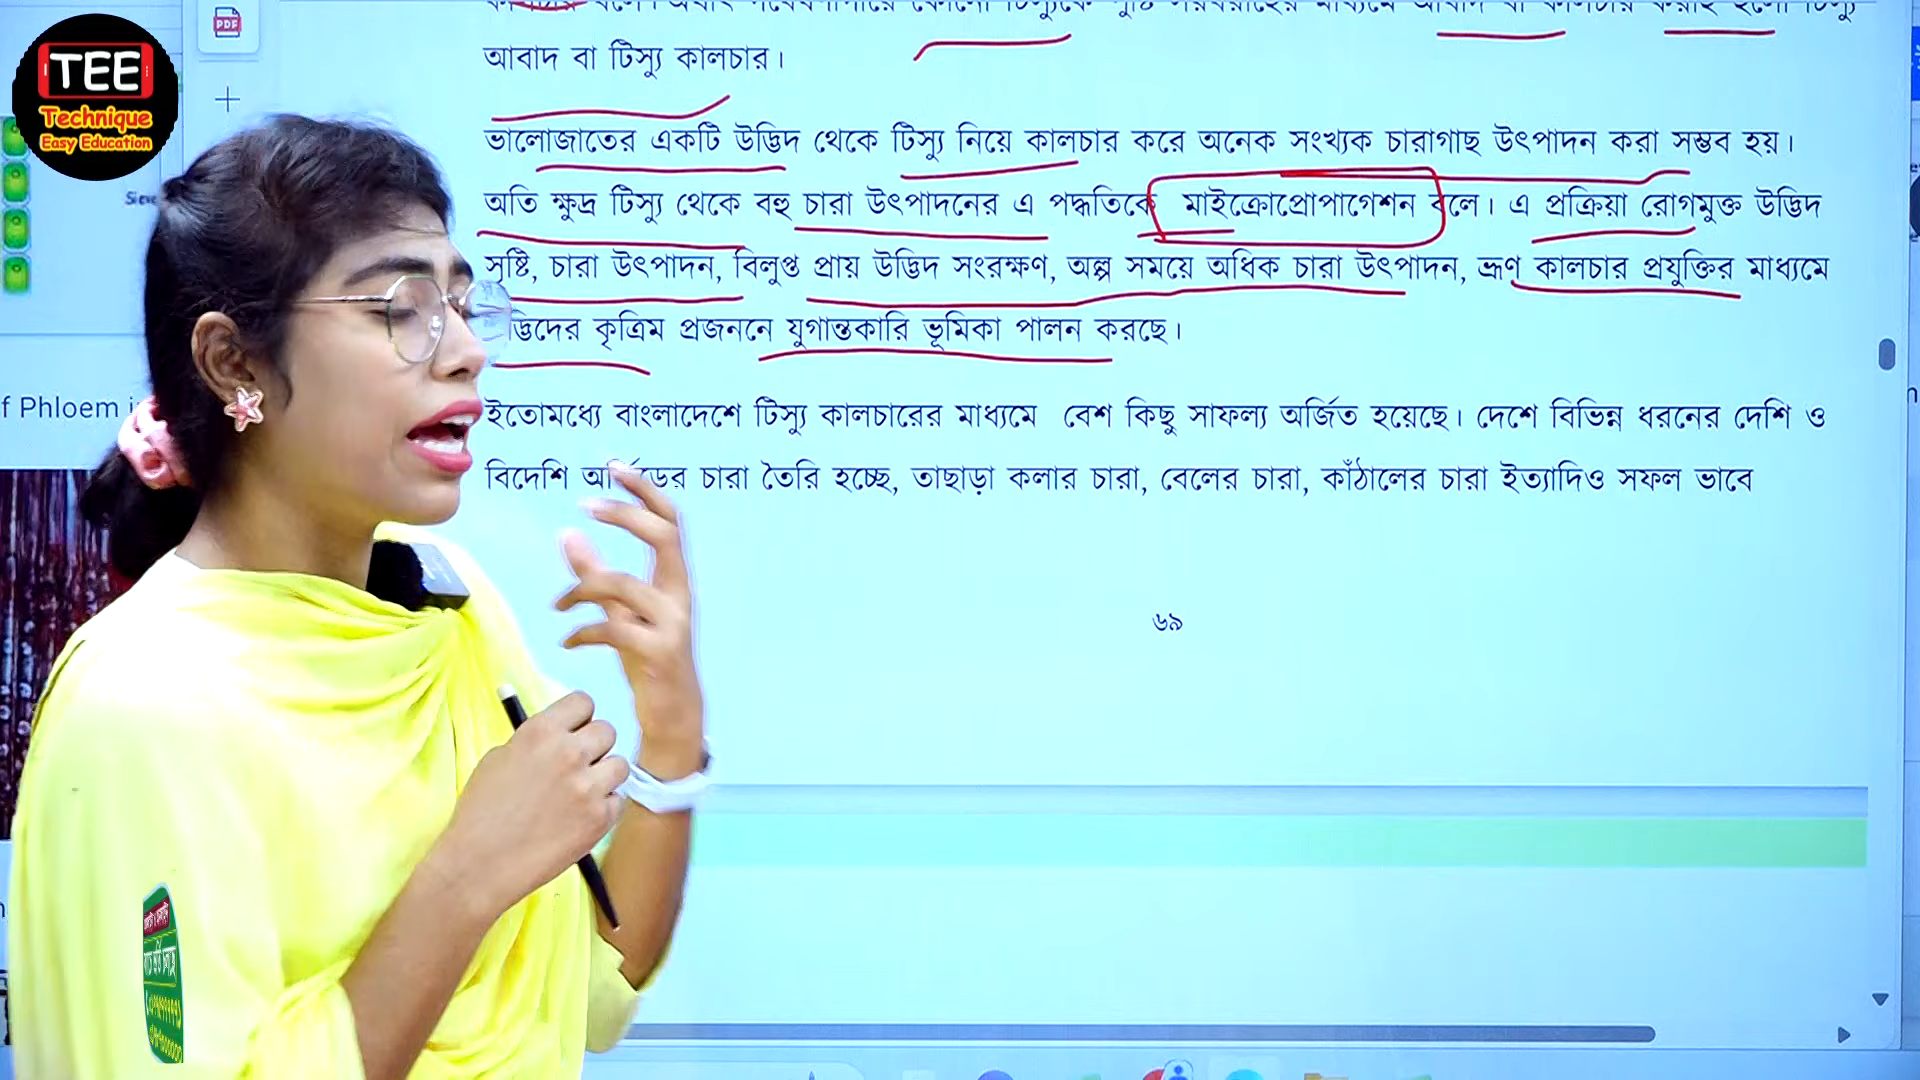 TEE
Technique
Easy Education
PDF
আবাদ বা টিস্যু কালচার।
ভালোজাতের একটি উদ্ভিদ থেকে টিস্যু নিয়ে কালচার করে অনেক সংখ্যক চারাগাছ উৎপাদন করা সম্ভব হয়।
অতি ক্ষুদ্র টিস্যু থেকে বহু চারা উৎপাদনের এ পদ্ধতিকে মাইক্রোপ্রোপাগেশন বলে। এ প্রক্রিয়া রোগমুক্ত উদ্ভিদ
সৃষ্টি, চারা উৎপাদন, বিলুপ্ত প্রায় উদ্ভিদ সংরক্ষণ, অল্প সময়ে অধিক চারা উৎপাদন, ভ্রূণ কালচার প্রযুক্তির মাধ্যমে
কৃত্রিম প্রজননে যুগান্তকারি ভূমিকা পালন করছে।
ইতোমধ্যে বাংলাদেশে টিস্যু কালচারের মাধ্যমে বেশ কিছু সাফল্য অর্জিত হয়েছে। দেশে বিভিন্ন ধরনের দেশি ও
বিদেশি চারা তৈরি হচ্ছে, তাছাড়া কলার চারা, বেলের চারা, কাঁঠালের চারা ইত্যাদিও সফল ভাবে
৬৯
f Phloem